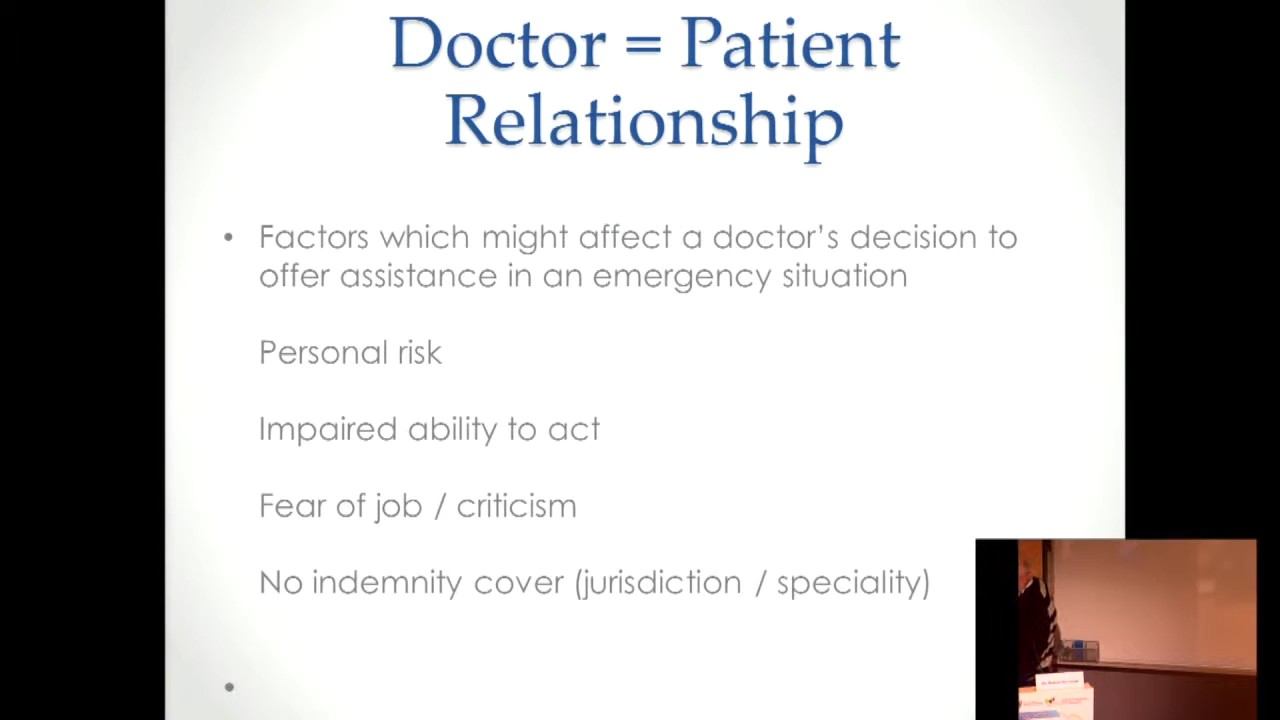 Doctor = Patient
Relationship
• Factors which might affect a doctor’s decision to
offer assistance in an emergency situation
Personal risk
Impaired ability to act
Fear of job / criticism
No indemnity cover (jurisdiction / speciality)
•